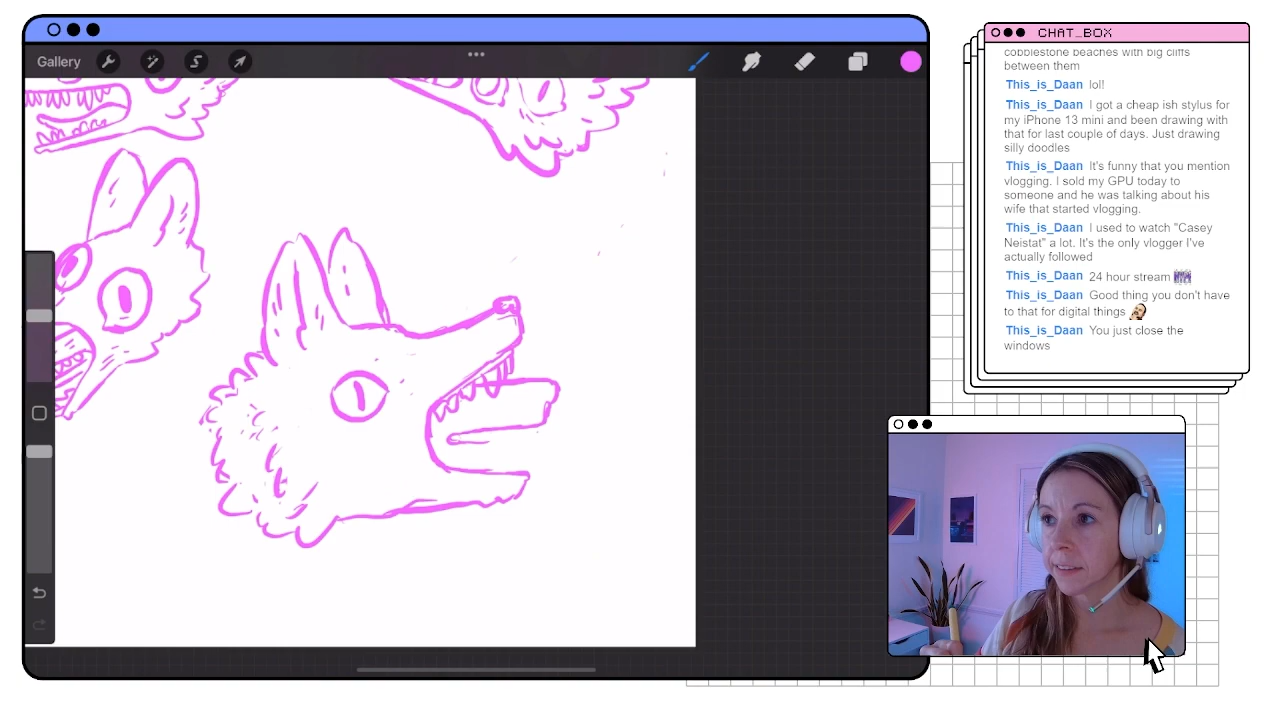 Gallery
CHAT_BOX
cobblestone beaches with big cliffs
between them
This_is_Daan lol!
This_is_Daan I got a cheap ish stylus for
my iPhone 13 mini and been drawing with
that for last couple of days. Just drawing
silly doodles
This_is_Daan It's funny that you mention
vlogging. I sold my GPU today to
someone and he was talking about his
wife that started vlogging.
This_is_Daan I used to watch "Casey
Neistat" a lot. It's the only vlogger I've
actually followed
This_is_Daan 24 hour stream
This_is_Daan Good thing you don't have
to that for digital things
This_is_Daan You just close the
windows